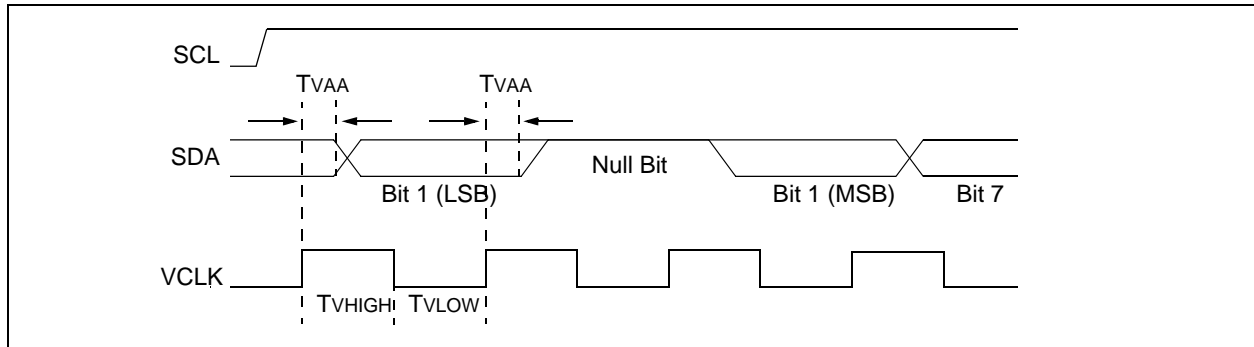 SCL
TVAA TVAA
SDA
Null Bit
Bit 1 (LSB) Bit 1 (MSB) Bit 7
VCLK
TVHIGH TVLOW